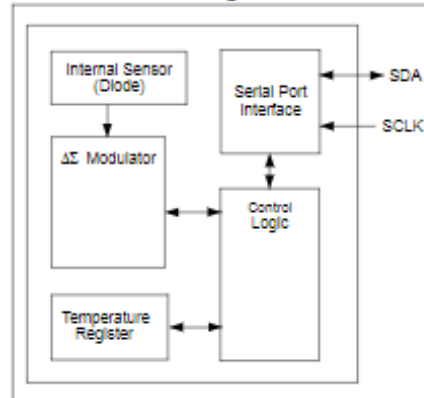 Internal Sensor
(Diode)
Serial Port
Interface
SDA
SCLK
ΔΣ Modulator
Control
Logic
Temperature
Register